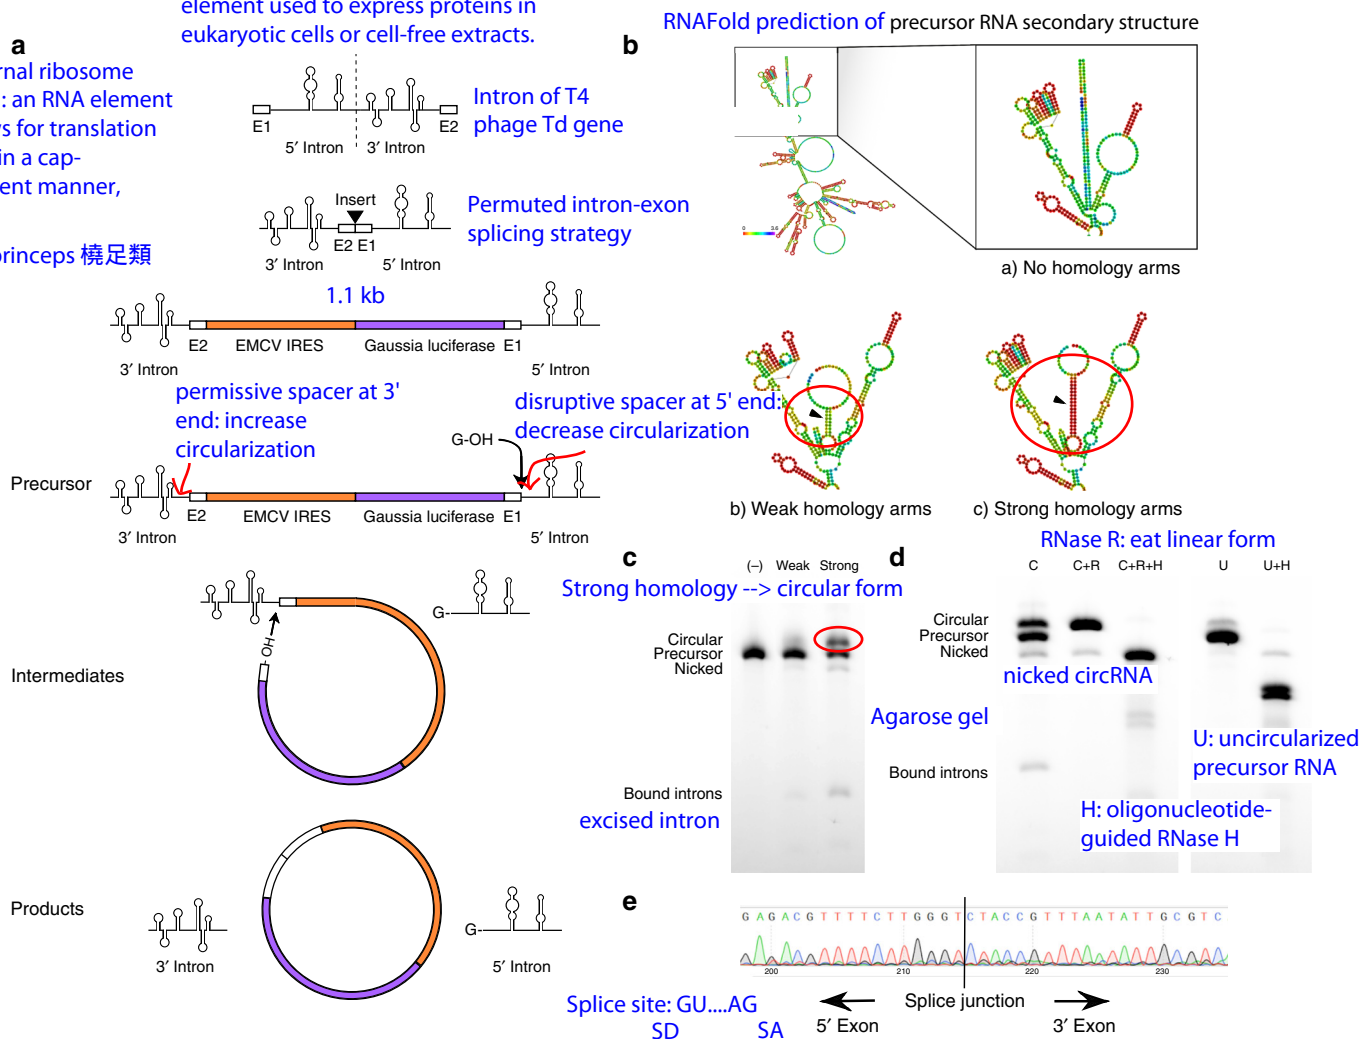 element used to express proteins in
eukaryotic cells or cell-free extracts.
a
rnal ribosome
: an RNA element
s for translation
in a cap-
ent manner,
princeps 橈足類
E1
E2
5′ Intron
3′ Intron
Intron of T4
phage Td gene
Insert
E2 E1
3′ Intron
5′ Intron
Permuted intron-exon
splicing strategy
1.1 kb
E2
EMCV IRES
Gaussia luciferase
E1
3′ Intron
5′ Intron
permissive spacer at 3'
end: increase
circularization
disruptive spacer at 5' end:
decrease circularization
G-OH
Precursor
E2
EMCV IRES
Gaussia luciferase
E1
3′ Intron
5′ Intron
Intermediates
OH
G-
Products
3′ Intron
G-
5′ Intron
b
RNAFold prediction of precursor RNA secondary structure
0
3.6
a) No homology arms
b) Weak homology arms
c) Strong homology arms
c
(–)
Weak
Strong
Strong homology --> circular form
Circular
Precursor
Nicked
Bound introns
excised intron
d
RNase R: eat linear form
C
C+R
C+R+H
U
U+H
Circular
Precursor
Nicked
nicked circRNA
Agarose gel
Bound introns
U: uncircularized
precursor RNA
H: oligonucleotide-
guided RNase H
e
G A G A C G T T T T C T T G G G T C T A C C G T T T A A T A T T G C G T C
200
210
220
230
Splice junction
5′ Exon
3′ Exon
Splice site: GU....AG
SD
SA